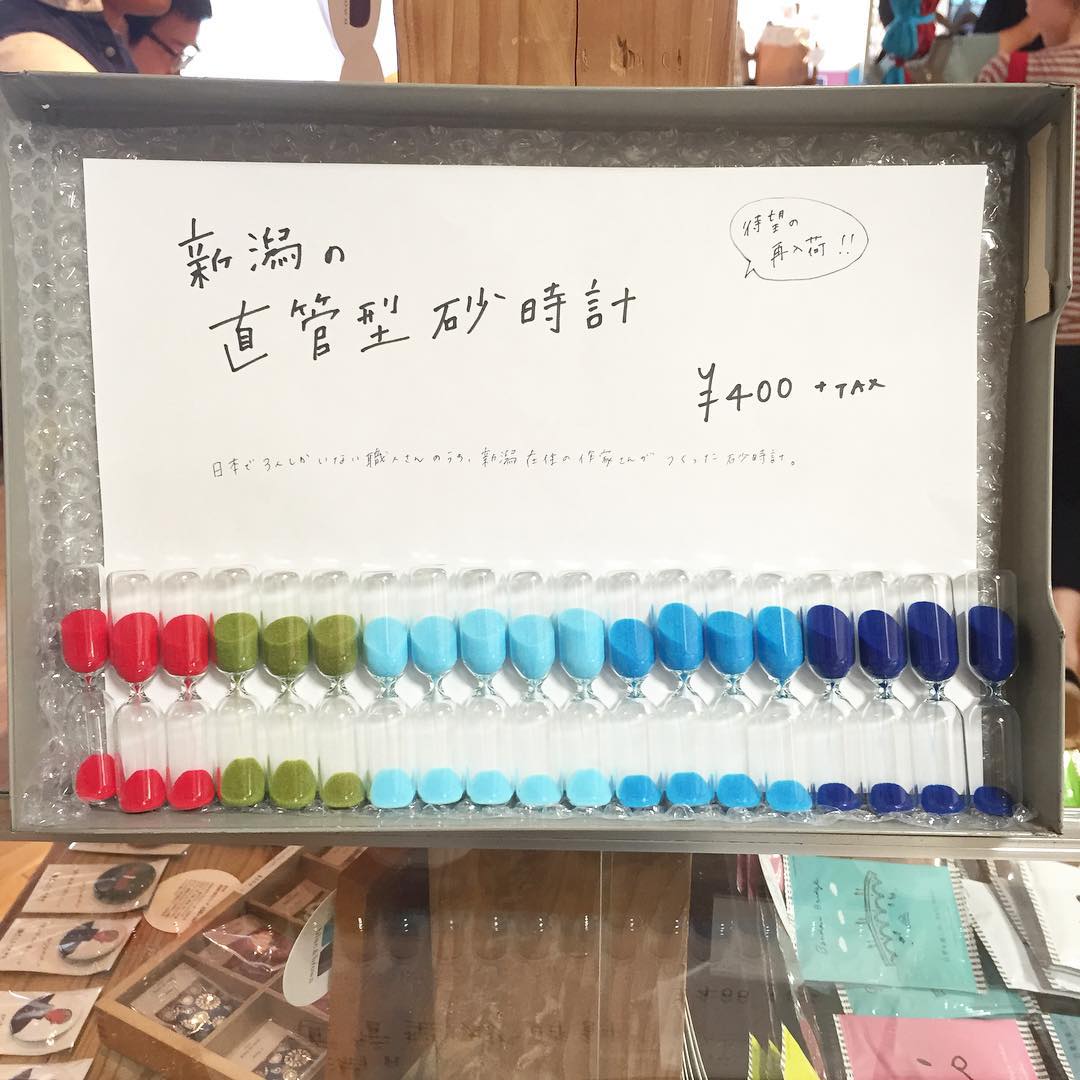 新潟の
直管型砂時計
待望の
再入荷!!
¥400 +TAX
日本で3人しかいない職人さんのうち、新潟在住の作家さんがつくった砂時計。